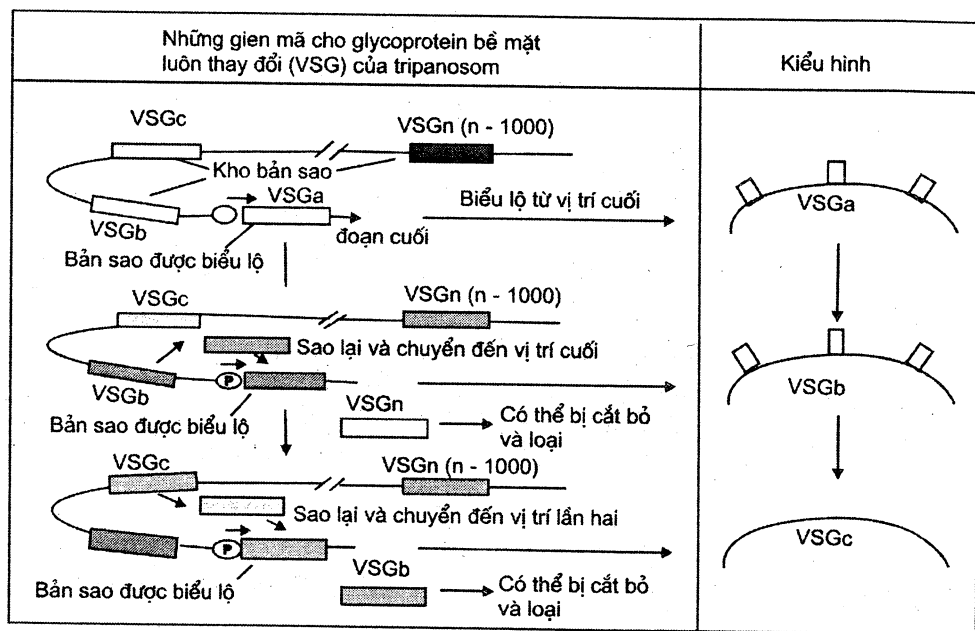 Những gien mã cho glycoprotein bề mặt
luôn thay đổi (VSG) của tripanosom
Kiểu hình
VSGc
VSGn (n - 1000)
Kho bản sao
VSGa
VSGb
đoạn cuối
Bản sao được biểu lộ
Biểu lộ từ vị trí cuối
VSGa
VSGc
VSGn (n - 1000)
Sao lại và chuyển đến vị trí cuối
VSGb
P
Bản sao được biểu lộ
VSGn
Có thể bị cắt bỏ
và loại
VSGb
VSGc
VSGn (n - 1000)
Sao lại và chuyển đến vị trí lần hai
P
Bản sao được biểu lộ
VSGb
Có thể bị cắt bỏ
và loại
VSGc